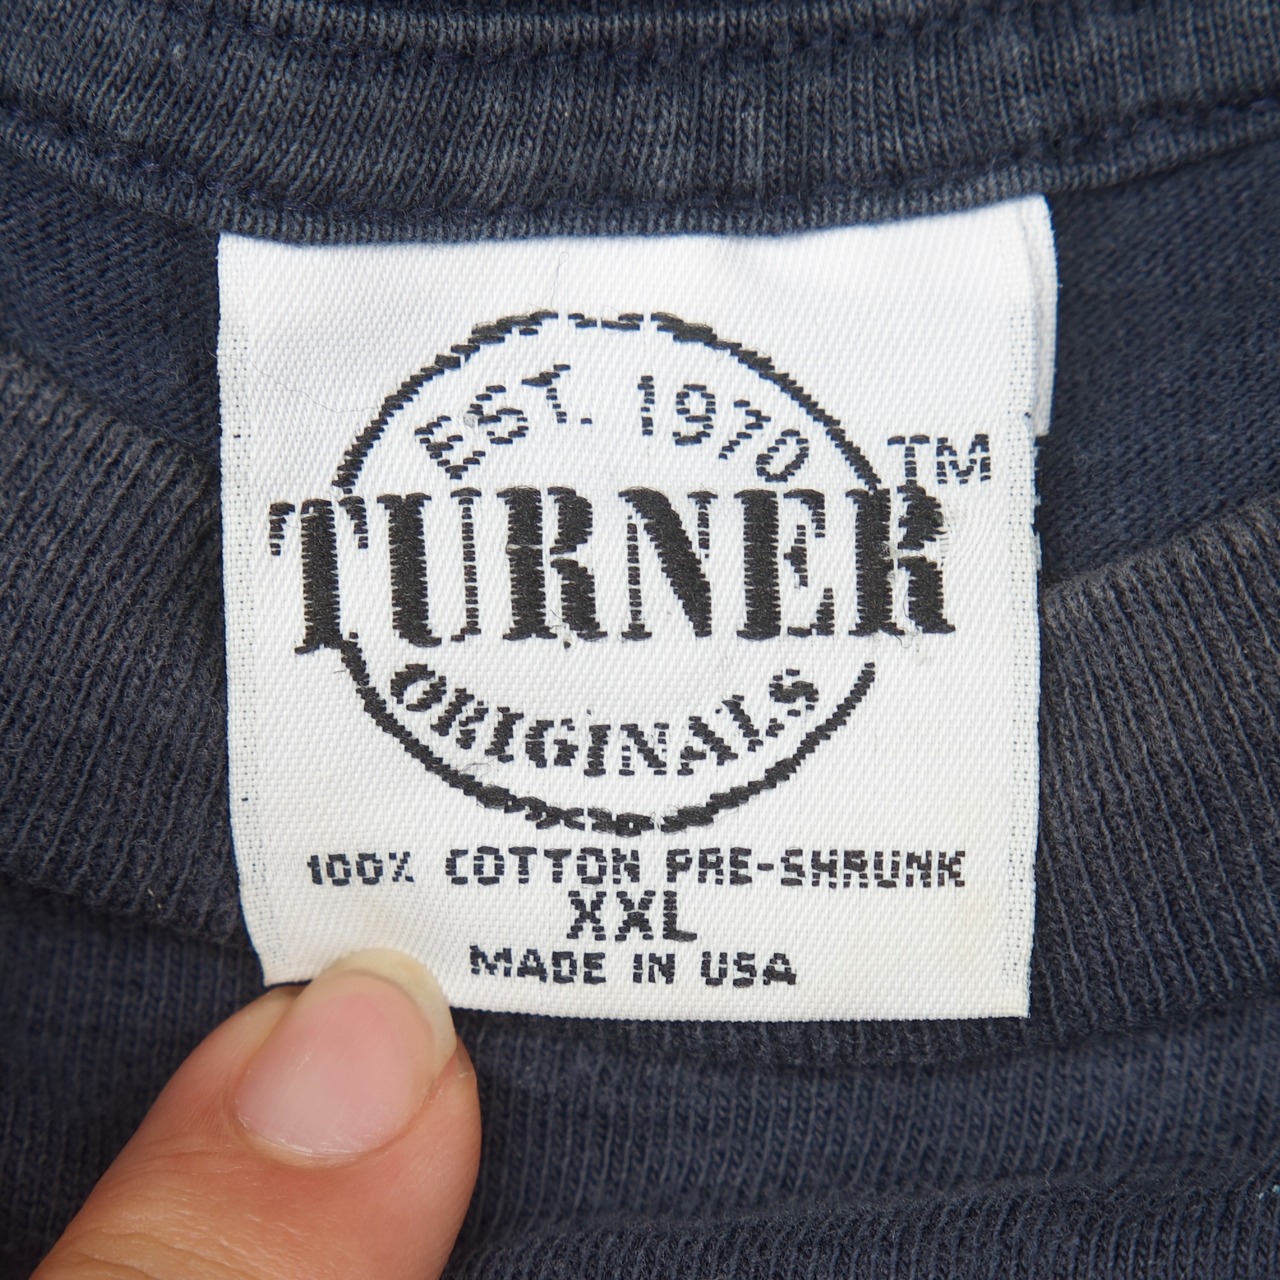 EST. 1970
TURNER TM
ORIGINALS
100% COTTON PRE-SHRUNK
XXL
MADE IN USA